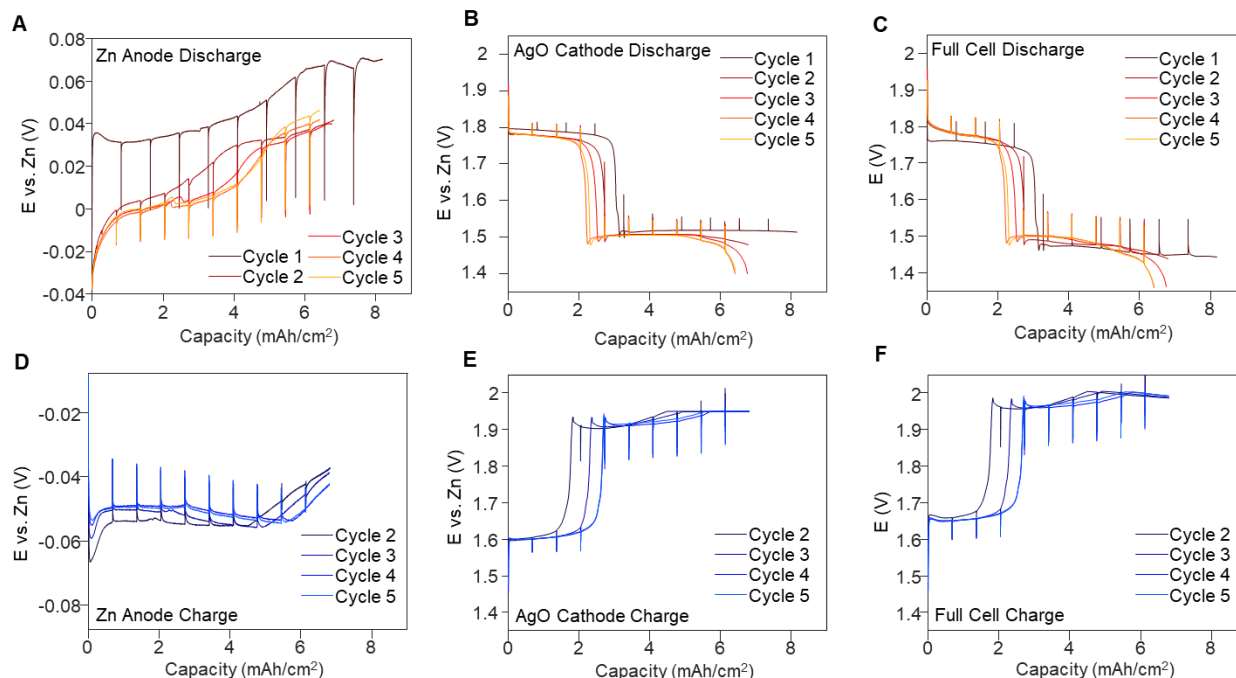 A
Zn Anode Discharge
E vs. Zn (V)
0.08
0.06
0.04
0.02
0
-0.02
-0.04
Cycle 3
Cycle 1
Cycle 4
Cycle 2
Cycle 5
0
2
4
6
8
Capacity (mAh/cm²)
B
AgO Cathode Discharge
E vs. Zn (V)
2
1.9
1.8
1.7
1.6
1.5
1.4
Cycle 1
Cycle 2
Cycle 3
Cycle 4
Cycle 5
0
2
4
6
8
Capacity (mAh/cm²)
C
Full Cell Discharge
E (V)
2
1.9
1.8
1.7
1.6
1.5
1.4
Cycle 1
Cycle 2
Cycle 3
Cycle 4
Cycle 5
0
2
4
6
8
Capacity (mAh/cm²)
D
E vs. Zn (V)
-0.02
-0.04
-0.06
-0.08
Cycle 2
Cycle 3
Cycle 4
Cycle 5
Zn Anode Charge
0
2
4
6
8
Capacity (mAh/cm²)
E
E vs. Zn (V)
2
1.9
1.8
1.7
1.6
1.5
1.4
Cycle 2
Cycle 3
Cycle 4
Cycle 5
AgO Cathode Charge
0
2
4
6
8
Capacity (mAh/cm²)
F
E (V)
2
1.9
1.8
1.7
1.6
1.5
1.4
Cycle 2
Cycle 3
Cycle 4
Cycle 5
Full Cell Charge
0
2
4
6
8
Capacity (mAh/cm²)